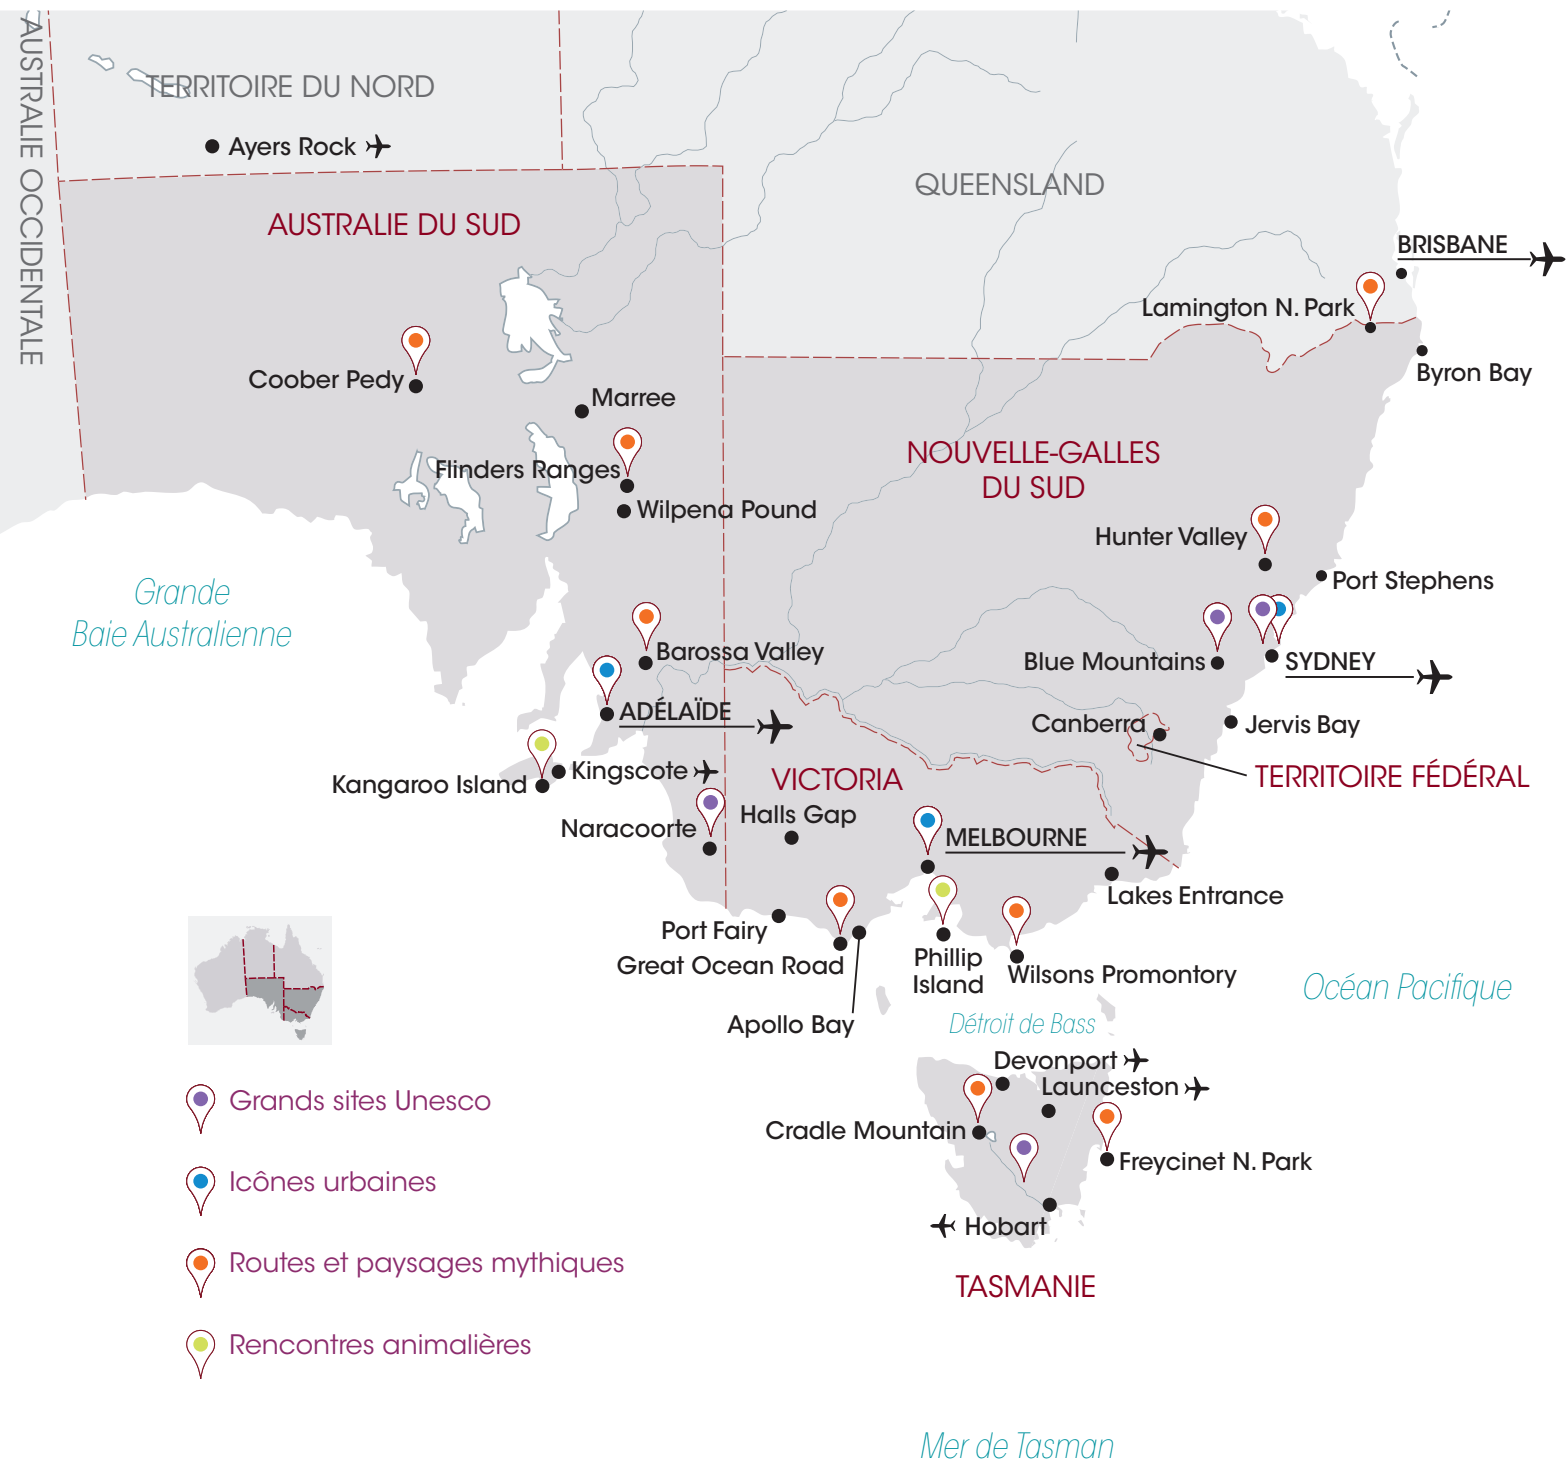 AUSTRALIE OCCIDENTALE
TERRITOIRE DU NORD
Ayers Rock
QUEENSLAND
AUSTRALIE DU SUD
BRISBANE
Lamington N. Park
Byron Bay
Coober Pedy
Marree
Flinders Ranges
Wilpena Pound
NOUVELLE-GALLES
DU SUD
Hunter Valley
Port Stephens
Grande
Baie Australienne
Barossa Valley
Blue Mountains
SYDNEY
ADÉLAÏDE
Canberra
Jervis Bay
Kangaroo Island
Kingscote
VICTORIA
TERRITOIRE FÉDÉRAL
Naracoorte
Halls Gap
MELBOURNE
Lakes Entrance
Port Fairy
Great Ocean Road
Phillip
Island
Wilsons Promontory
Océan Pacifique
Apollo Bay
Détroit de Bass
Devonport
Launceston
Cradle Mountain
Freycinet N. Park
Hobart
TASMANIE
Grands sites Unesco
Icônes urbaines
Routes et paysages mythiques
Rencontres animalières
Mer de Tasman